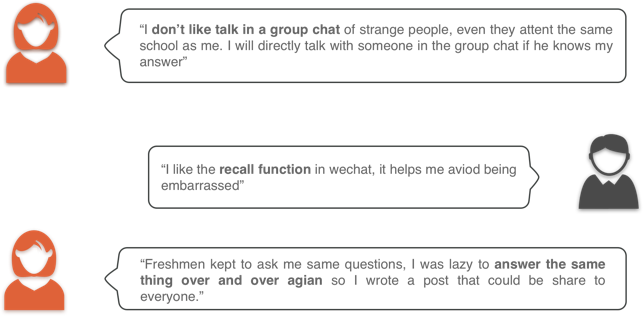 “I don’t like talk in a group chat of strange people, even they attent the same
school as me. I will directly talk with someone in the group chat if he knows my
answer”
“I like the recall function in wechat, it helps me aviod being
embarrassed”
“Freshmen kept to ask me same questions, I was lazy to answer the same
thing over and over agian so I wrote a post that could be share to
everyone.”